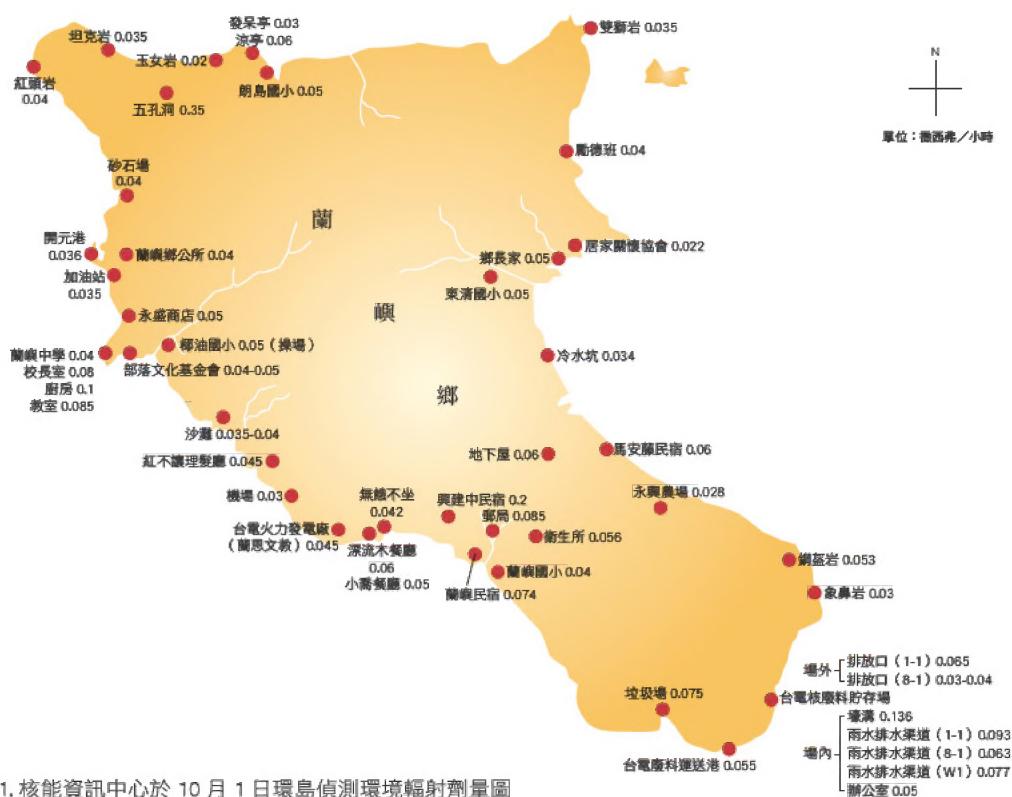 發呆亭 0.03
涼亭 0.06
雙獅岩 0.035
坦克岩 0.035
玉女岩 0.02
紅頭岩
0.04
朗島國小 0.05
五孔洞 0.35
N
單位：微西弗／小時
勵德班 0.04
砂石場
0.04
蘭
開元港
0.036
蘭嶼鄉公所 0.04
居家關懷協會 0.022
鄉長家 0.05
加油站
0.035
東清國小 0.05
永盛商店 0.05
嶼
椰油國小 0.05（操場）
蘭嶼中學 0.04
校長室 0.08
廚房 0.1
教室 0.085
部落文化基金會 0.04-0.05
冷水坑 0.034
鄉
沙灘 0.035-0.04
紅不讓理髮廳 0.045
地下屋 0.06
馬安藤民宿 0.06
機場 0.03
無餓不坐
0.042
興建中民宿 0.2
郵局 0.085
永興農場 0.028
台電火力發電廠
（蘭恩文教）0.045
漂流木餐廳
0.06
小喬餐廳 0.05
衛生所 0.056
蘭嶼國小 0.04
蘭嶼民宿 0.074
鋼盔岩 0.053
象鼻岩 0.03
場外
排放口（1-1）0.065
排放口（8-1）0.03-0.04
垃圾場 0.075
台電核廢料貯存場
場內
壕溝 0.136
雨水排水渠道（1-1）0.093
雨水排水渠道（8-1）0.063
雨水排水渠道（W1）0.077
辦公室 0.05
台電廢料運送港 0.055
1, 核能資訊中心於 10 月 1 日環島偵測環境輻射劑量圖